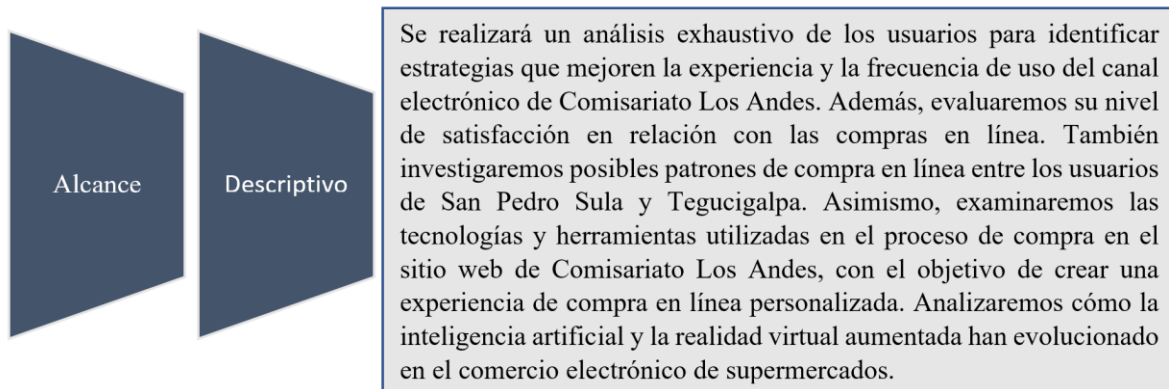 Alcance
Descriptivo
Se realizará un análisis exhaustivo de los usuarios para identificar
estrategias que mejoren la experiencia y la frecuencia de uso del canal
electrónico de Comisariato Los Andes. Además, evaluaremos su nivel
de satisfacción en relación con las compras en línea. También
investigaremos posibles patrones de compra en línea entre los usuarios
de San Pedro Sula y Tegucigalpa. Asimismo, examinaremos las
tecnologías y herramientas utilizadas en el proceso de compra en el
sitio web de Comisariato Los Andes, con el objetivo de crear una
experiencia de compra en línea personalizada. Analizaremos cómo la
inteligencia artificial y la realidad virtual aumentada han evolucionado
en el comercio electrónico de supermercados.